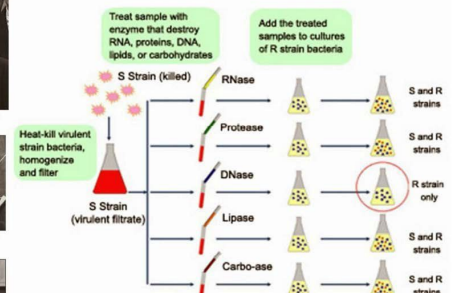 Treat sample with
enzyme that destroy
RNA, proteins, DNA,
lipids, or carbohydrates
Add the treated
samples to cultures
of R strain bacteria
S Strain (killed)
RNase
S and R
strains
Heat-kill virulent
strain bacteria,
homogenize
and filter
Protease
S and R
strains
DNase
R strain
only
S Strain
(virulent filtrate)
Lipase
S and R
strains
Carbo-ase
S and R
strains